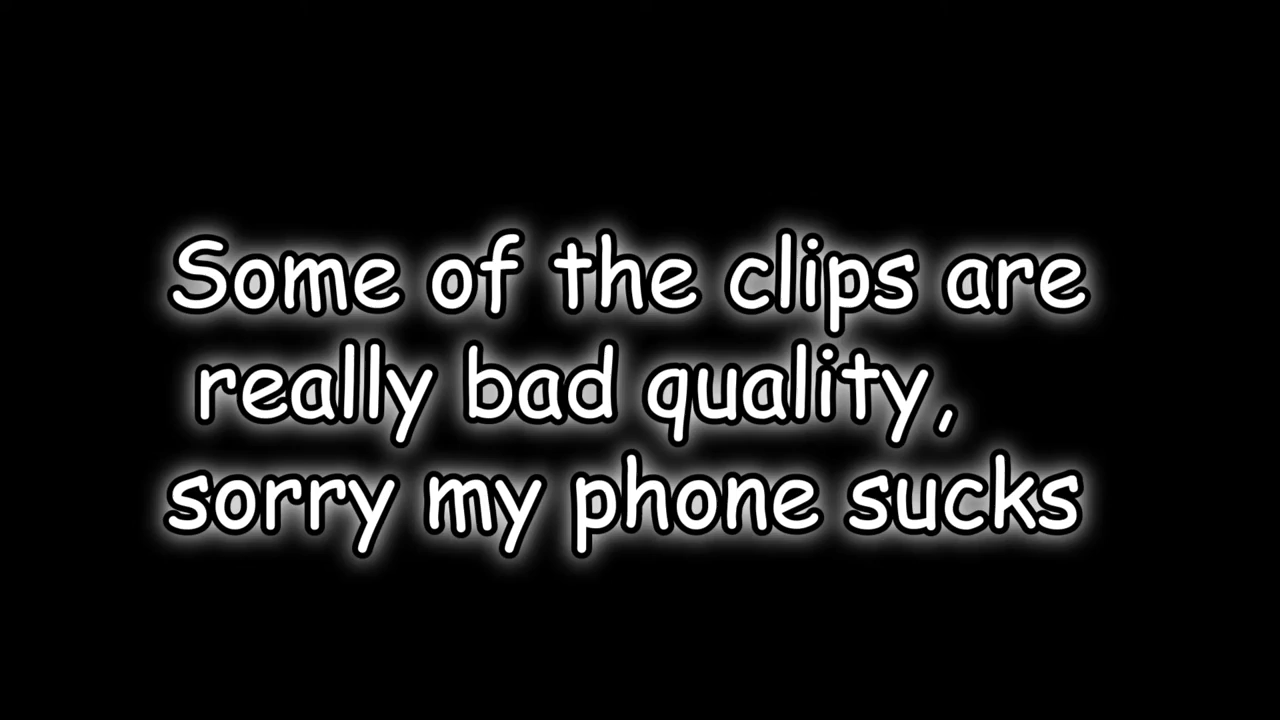 Some of the clips are
really bad quality,
sorry my phone sucks